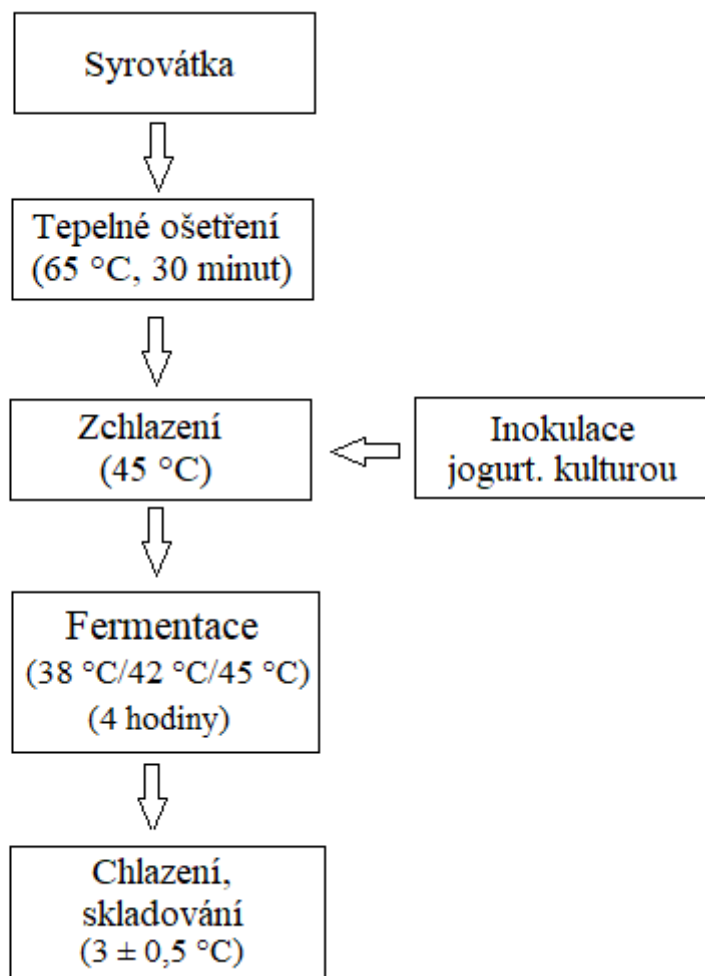 Syrovátka
Tepelné ošetření
(65 °C, 30 minut)
Zchlazení
(45 °C)
Inokulace
jogurt. kulturou
Fermentace
(38 °C/42 °C/45 °C)
(4 hodiny)
Chlazení,
skladování
(3 ± 0,5 °C)